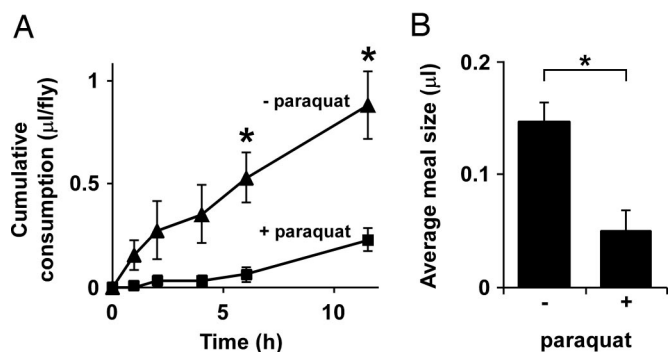 A
Cumulative
consumption (μl/fly)
1
0.5
0
*
*
- paraquat
+ paraquat
0
5
10
Time (h)
B
Average meal size (μl)
0.2
0.1
0
*
-
+
paraquat